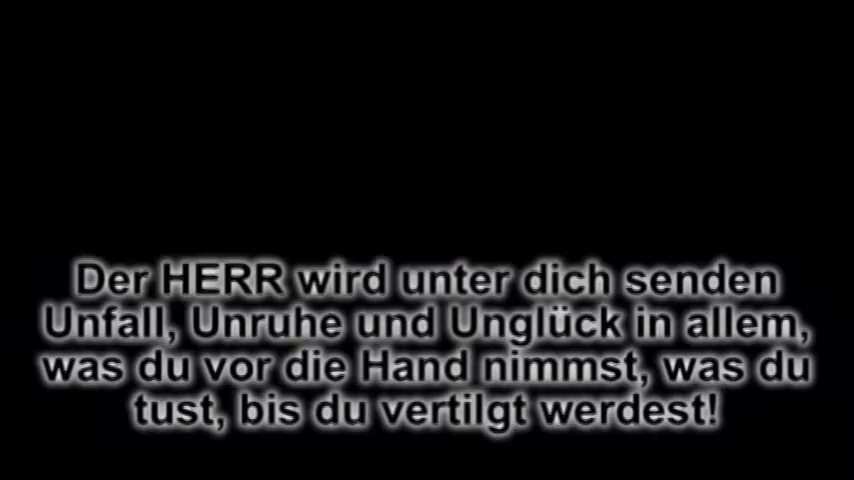 Der HERR wird unter dich senden
Unfall, Unruhe und Unglück in allem,
was du vor die Hand nimmst, was du
tust, bis du vertilgt werdest!